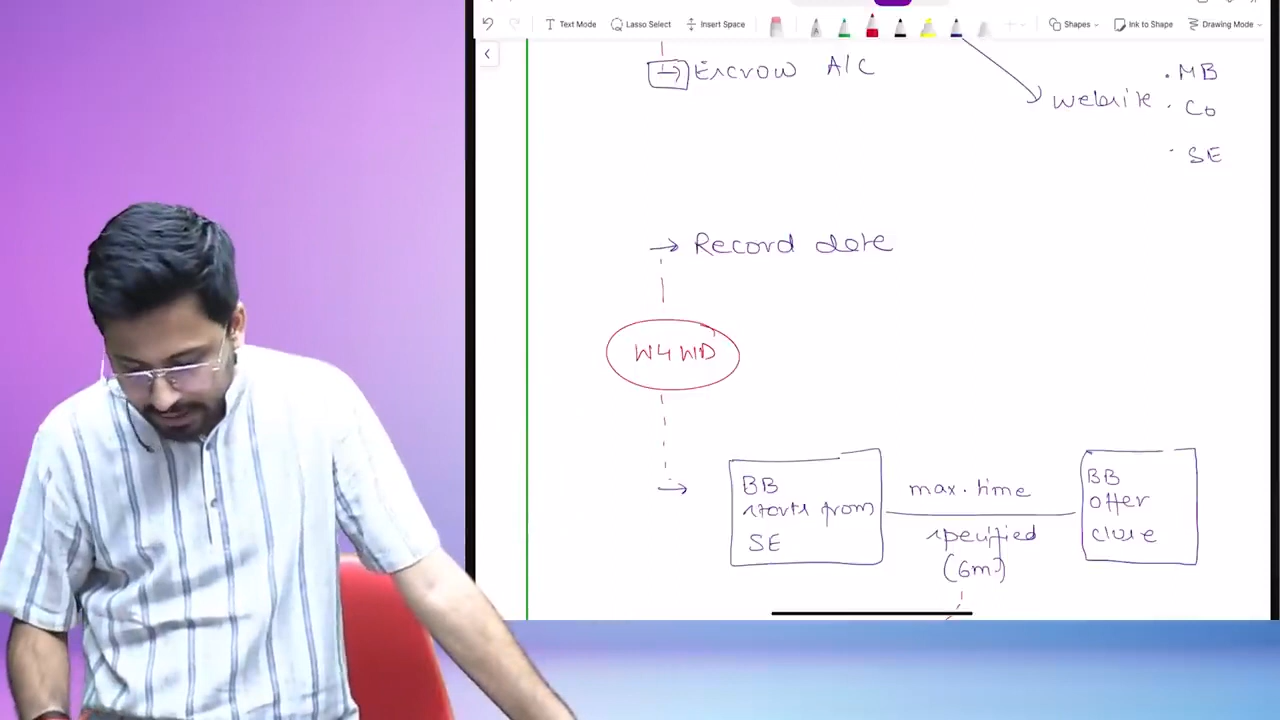 Text Mode Lasso Select Insert Space Shapes Ink to Shape Drawing Mode
Escrow A/C
website
. MB
. Co
. SE
→ Record date
W4WD
BB
starts from
SE
max. time
specified
(6m)
BB
offer
close